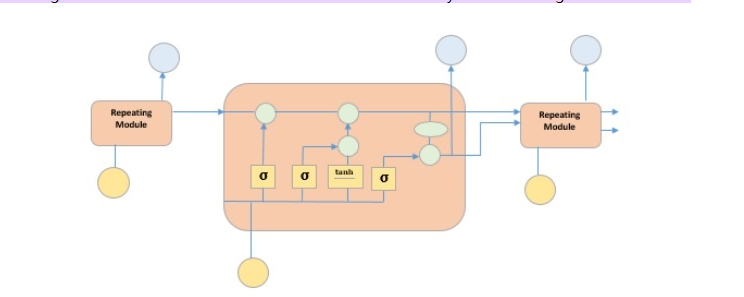 Repeating
Module
σ
σ
tanh
σ
Repeating
Module